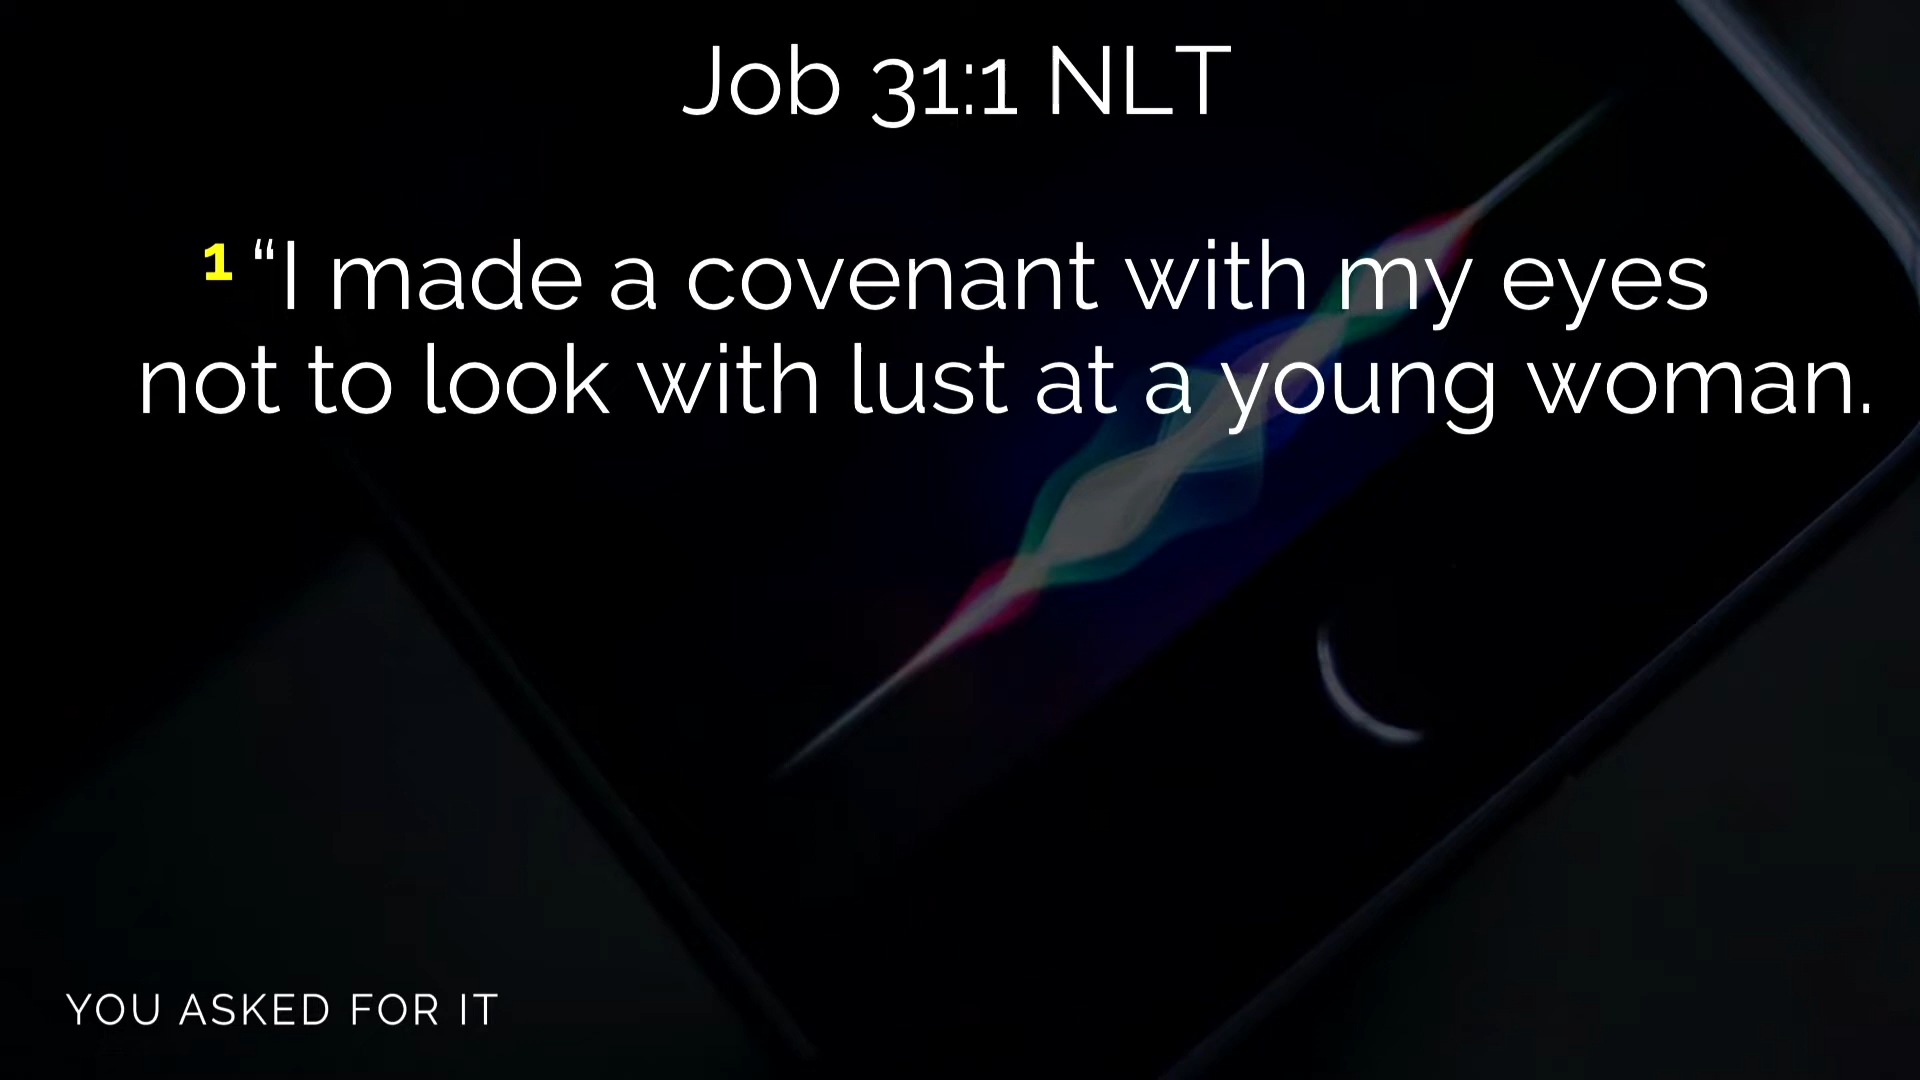 Job 31:1 NLT
1 “I made a covenant with my eyes
not to look with lust at a young woman.
YOU ASKED FOR IT